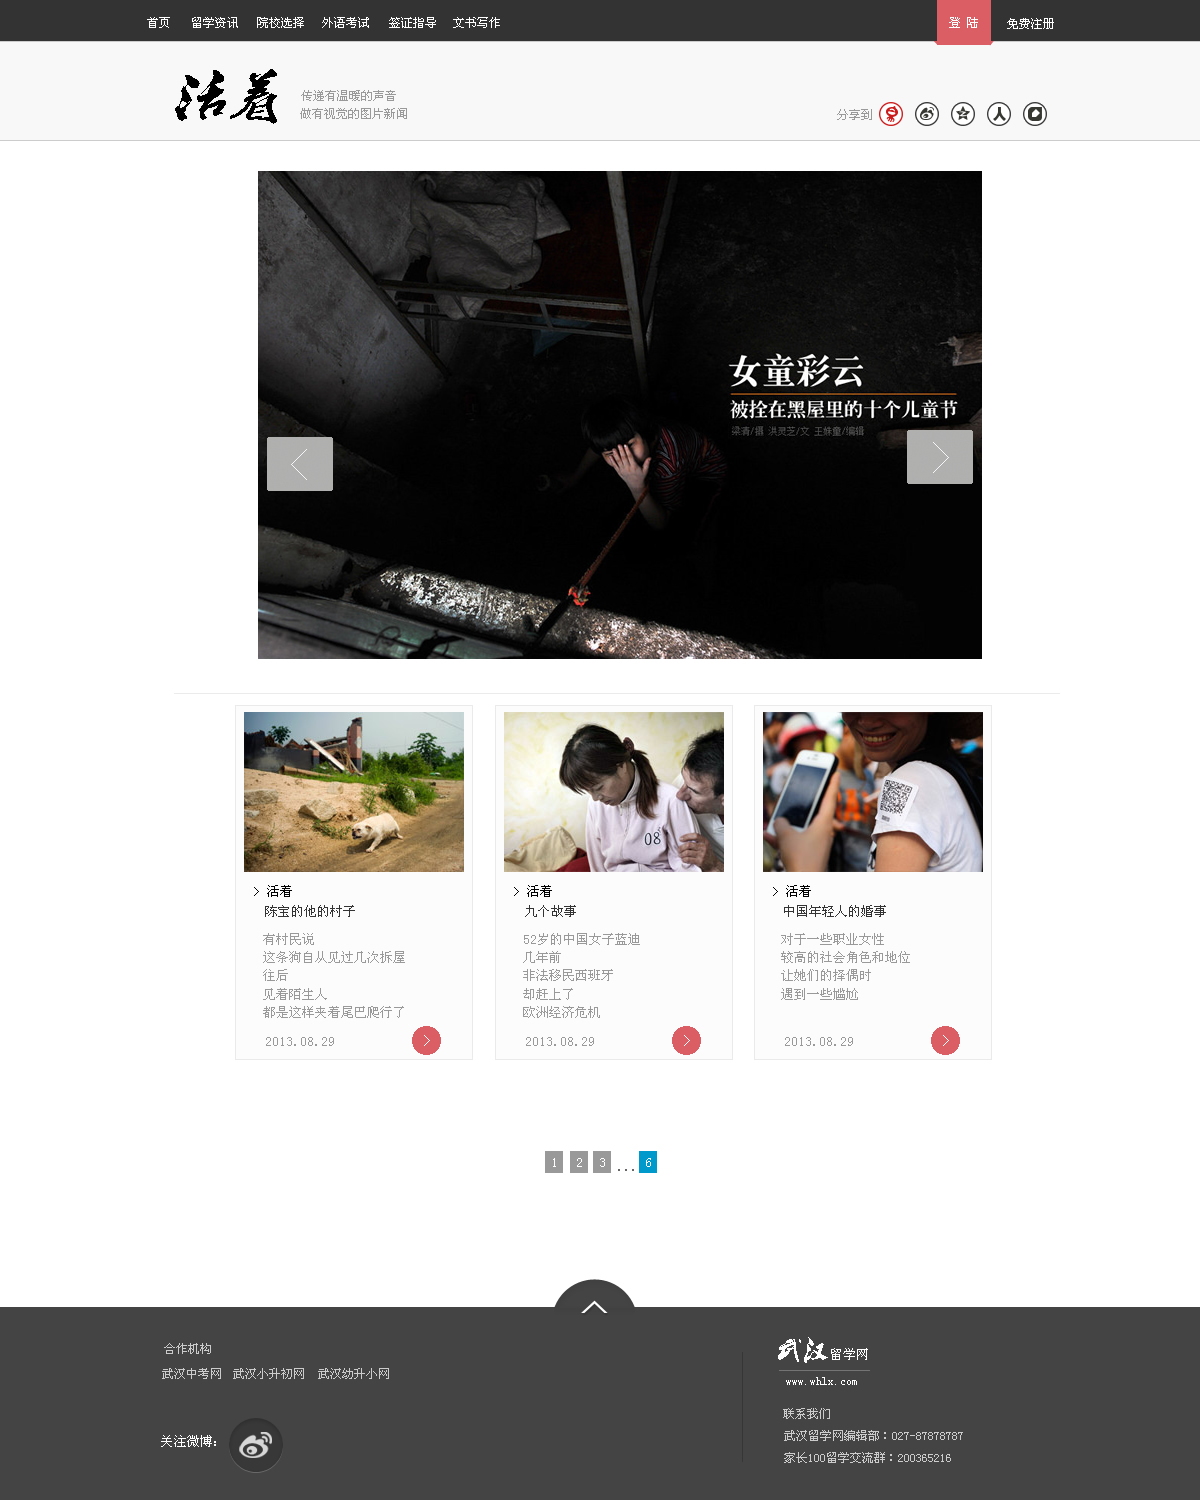 首页 留学资讯 院校选择 外语考试 签证指导 文书写作 登 陆 免费注册
活着
传递有温暖的声音
做有视觉的图片新闻
分享到
女童彩云
被拴在黑屋里的十个儿童节
梁清/摄 洪灵芝/文 王姝童/编辑
08
活着
陈宝的他的村子
有村民说
这条狗自从见过几次拆屋
往后
见着陌生人
都是这样夹着尾巴爬行了
2013.08.29
活着
九个故事
52岁的中国女子蓝迪
几年前
非法移民西班牙
却赶上了
欧洲经济危机
2013.08.29
活着
中国年轻人的婚事
对于一些职业女性
较高的社会角色和地位
让她们的择偶时
遇到一些尴尬
2013.08.29
1 2 3 ... 6
合作机构
武汉中考网 武汉小升初网 武汉幼升小网
关注微博:
武汉留学网
www.whlx.com
联系我们
武汉留学网编辑部:027-87878787
家长100留学交流群:200365216